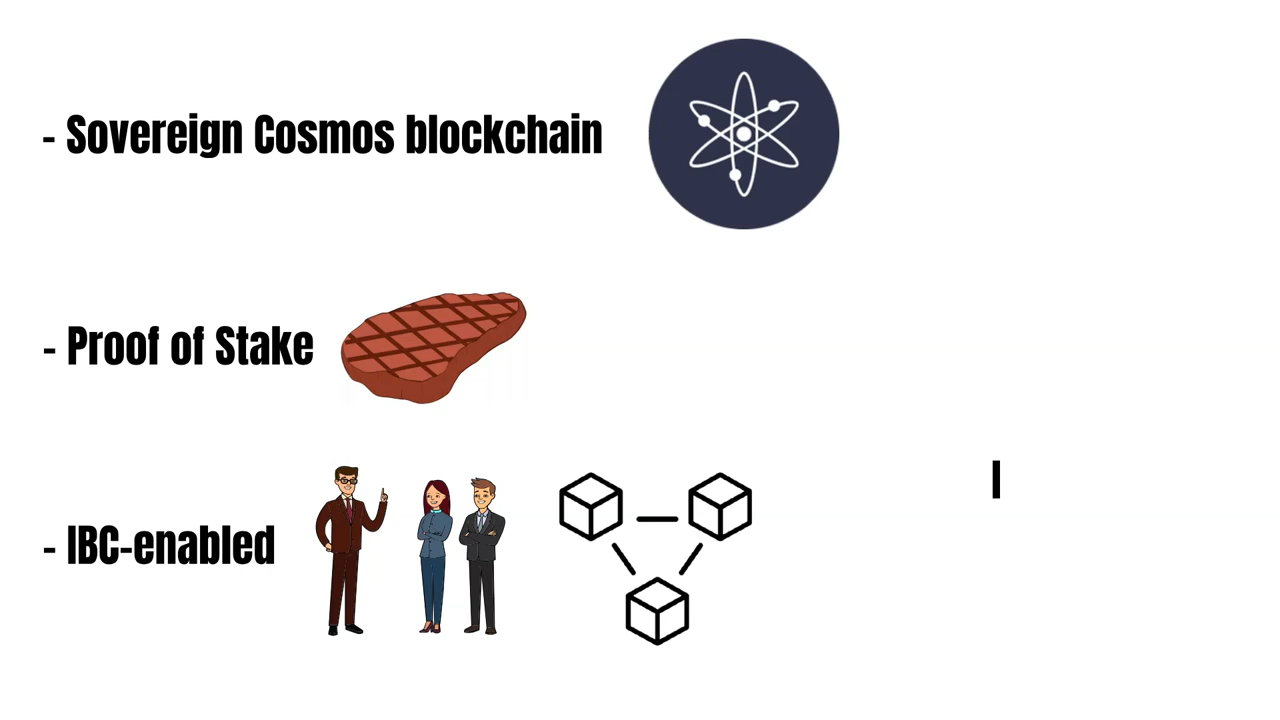 - Sovereign Cosmos blockchain
- Proof of Stake
I
- IBC-enabled